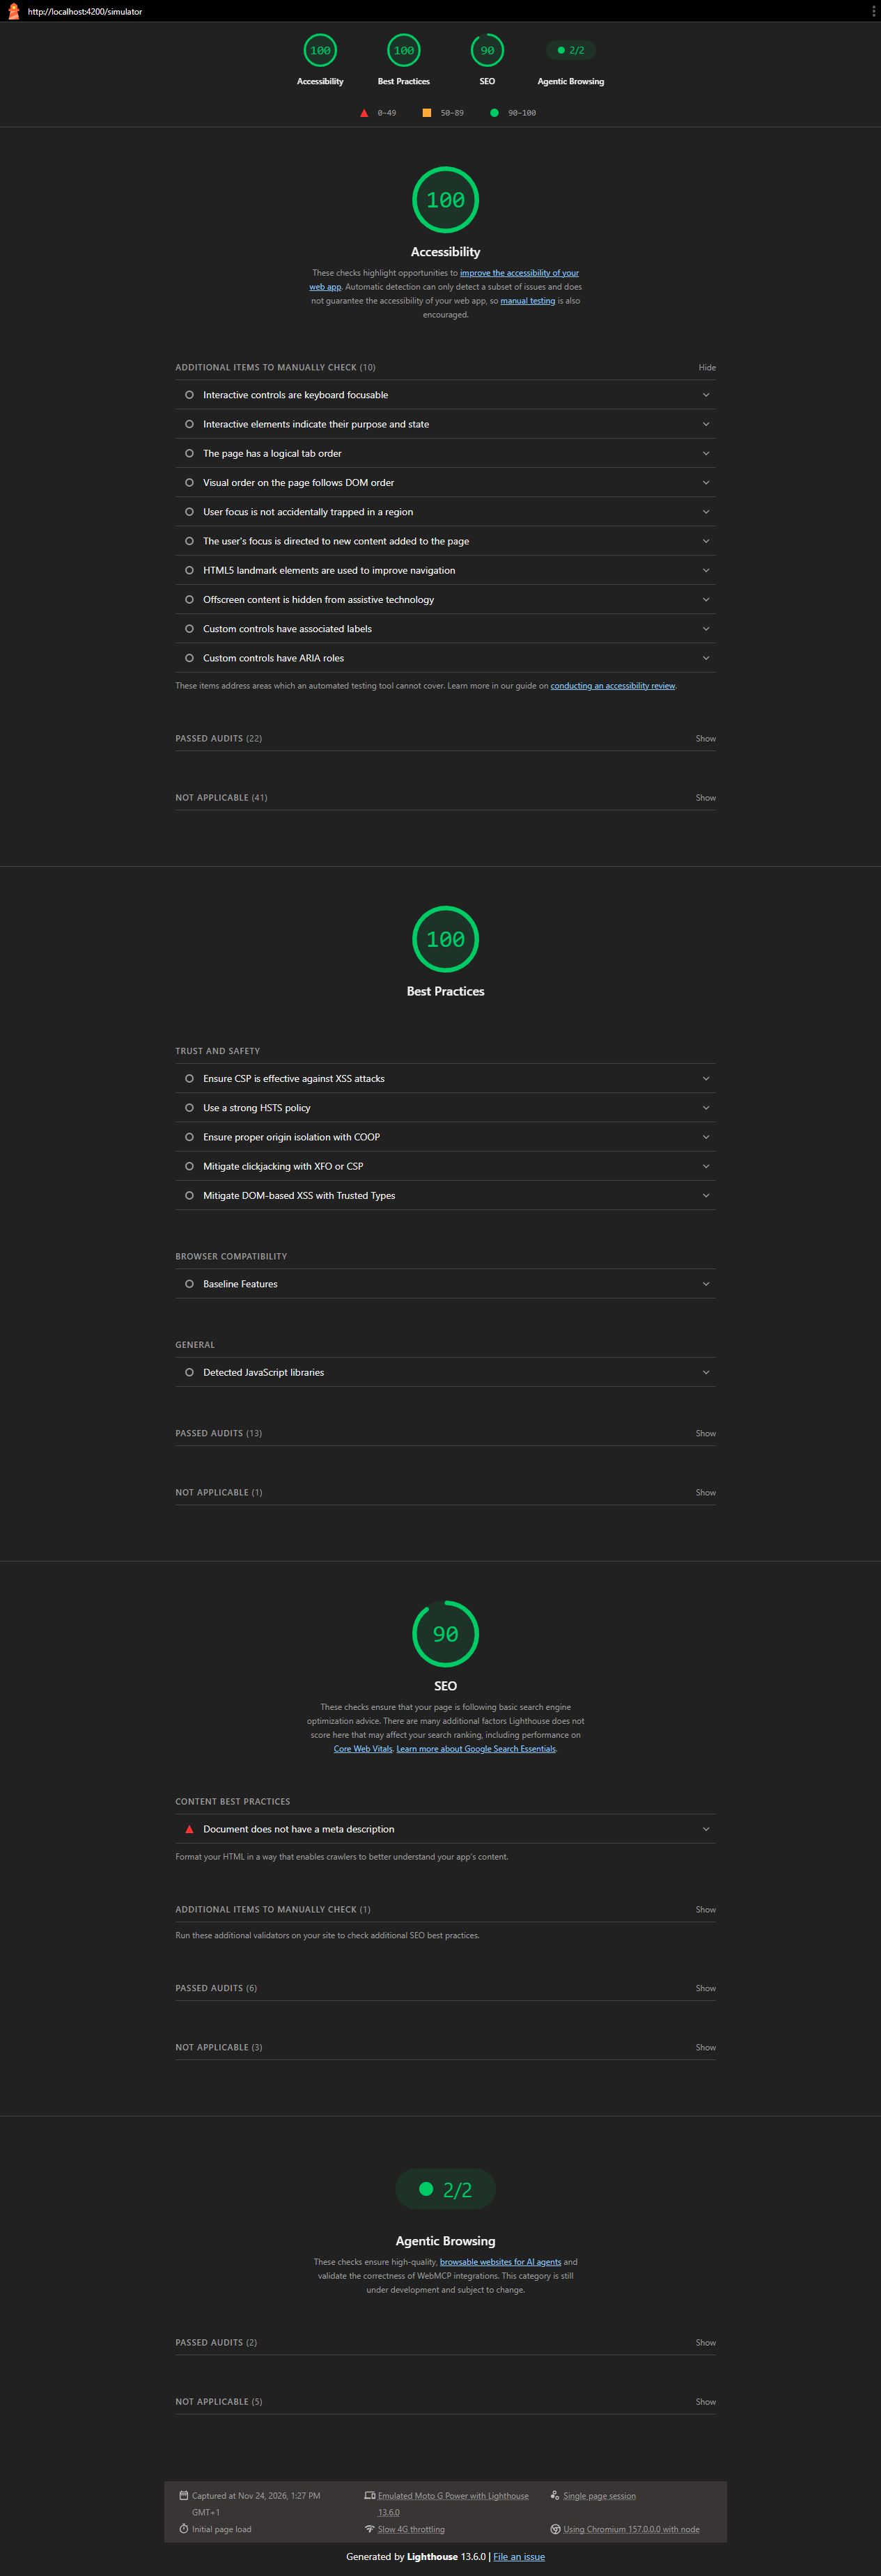 http://localhost:4200/simulator
100
100
90
2/2
Accessibility
Best Practices
SEO
Agentic Browsing
0–49
50–89
90–100
100
Accessibility
These checks highlight opportunities to improve the accessibility of your
web app. Automatic detection can only detect a subset of issues and does
not guarantee the accessibility of your web app, so manual testing is also
encouraged.
ADDITIONAL ITEMS TO MANUALLY CHECK (10)
Hide
Interactive controls are keyboard focusable
Interactive elements indicate their purpose and state
The page has a logical tab order
Visual order on the page follows DOM order
User focus is not accidentally trapped in a region
The user's focus is directed to new content added to the page
HTML5 landmark elements are used to improve navigation
Offscreen content is hidden from assistive technology
Custom controls have associated labels
Custom controls have ARIA roles
These items address areas which an automated testing tool cannot cover. Learn more in our guide on conducting an accessibility review.
PASSED AUDITS (22)
Show
NOT APPLICABLE (41)
Show
100
Best Practices
TRUST AND SAFETY
Ensure CSP is effective against XSS attacks
Use a strong HSTS policy
Ensure proper origin isolation with COOP
Mitigate clickjacking with XFO or CSP
Mitigate DOM-based XSS with Trusted Types
BROWSER COMPATIBILITY
Baseline Features
GENERAL
Detected JavaScript libraries
PASSED AUDITS (13)
Show
NOT APPLICABLE (1)
Show
90
SEO
These checks ensure that your page is following basic search engine
optimization advice. There are many additional factors Lighthouse does not
score here that may affect your search ranking, including performance on
Core Web Vitals. Learn more about Google Search Essentials.
CONTENT BEST PRACTICES
Document does not have a meta description
Format your HTML in a way that enables crawlers to better understand your app's content.
ADDITIONAL ITEMS TO MANUALLY CHECK (1)
Show
Run these additional validators on your site to check additional SEO best practices.
PASSED AUDITS (6)
Show
NOT APPLICABLE (3)
Show
2/2
Agentic Browsing
These checks ensure high-quality, browsable websites for AI agents and
validate the correctness of WebMCP integrations. This category is still
under development and subject to change.
PASSED AUDITS (2)
Show
NOT APPLICABLE (5)
Show
Captured at Nov 24, 2026, 1:27 PM
GMT+1
Emulated Moto G Power with Lighthouse
13.6.0
Single page session
Initial page load
Slow 4G throttling
Using Chromium 157.0.0.0 with node
Generated by Lighthouse 13.6.0 | File an issue